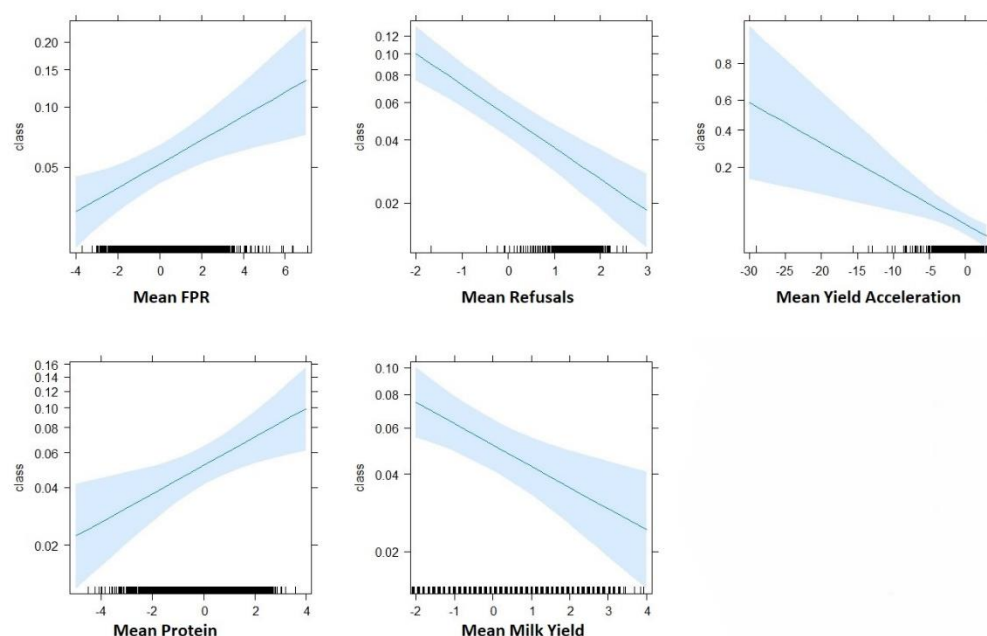 0.20
0.15
0.10
0.05
class
-4 -2 0 2 4 6
Mean FPR
0.12
0.10
0.08
0.06
0.04
0.02
class
-2 -1 0 1 2 3
Mean Refusals
0.8
0.6
0.4
0.2
class
-30 -25 -20 -15 -10 -5 0
Mean Yield Acceleration
0.16
0.14
0.12
0.10
0.08
0.06
0.04
0.02
class
-4 -2 0 2 4
Mean Protein
0.10
0.08
0.06
0.04
0.02
class
-2 -1 0 1 2 3 4
Mean Milk Yield